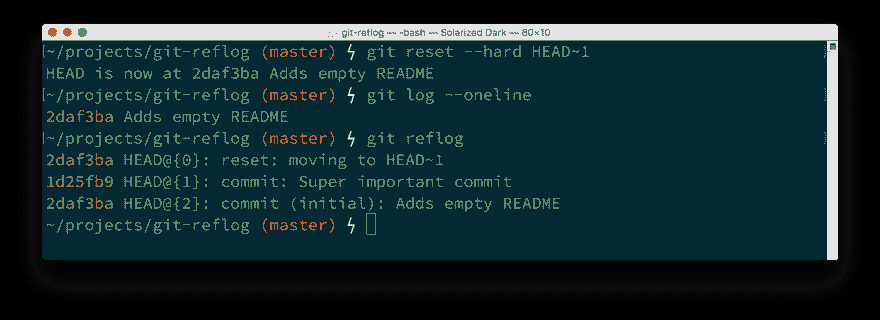 git-reflog — -bash — Solarized Dark — 80×10
~/projects/git-reflog (master) ϟ git reset --hard HEAD~1
HEAD is now at 2daf3ba Adds empty README
~/projects/git-reflog (master) ϟ git log --oneline
2daf3ba Adds empty README
~/projects/git-reflog (master) ϟ git reflog
2daf3ba HEAD@{0}: reset: moving to HEAD~1
1d25fb9 HEAD@{1}: commit: Super important commit
2daf3ba HEAD@{2}: commit (initial): Adds empty README
~/projects/git-reflog (master) ϟ